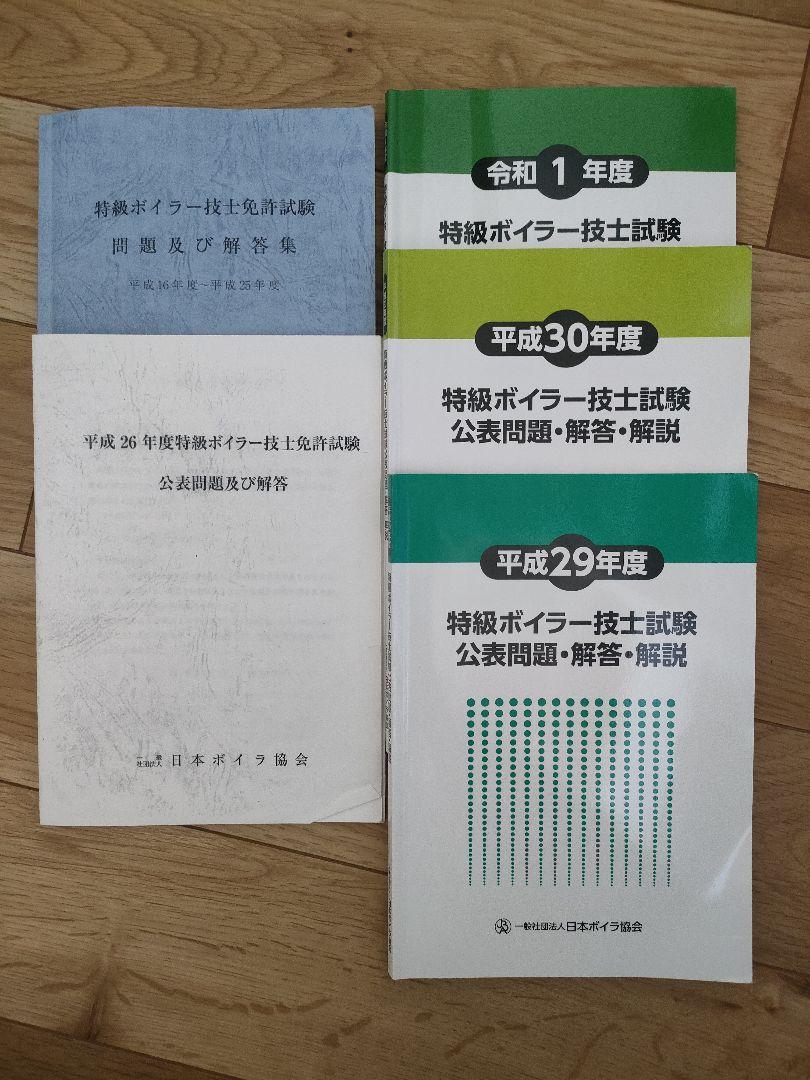 特級ボイラー技士免許試験
問題及び解答集
平成16年度～平成25年度
平成26年度特級ボイラー技士免許試験
公表問題及び解答
一般社団法人 日本ボイラ協会
令和1年度
特級ボイラー技士試験
平成30年度
特級ボイラー技士試験
公表問題・解答・解説
平成29年度
特級ボイラー技士試験
公表問題・解答・解説
一般社団法人日本ボイラ協会